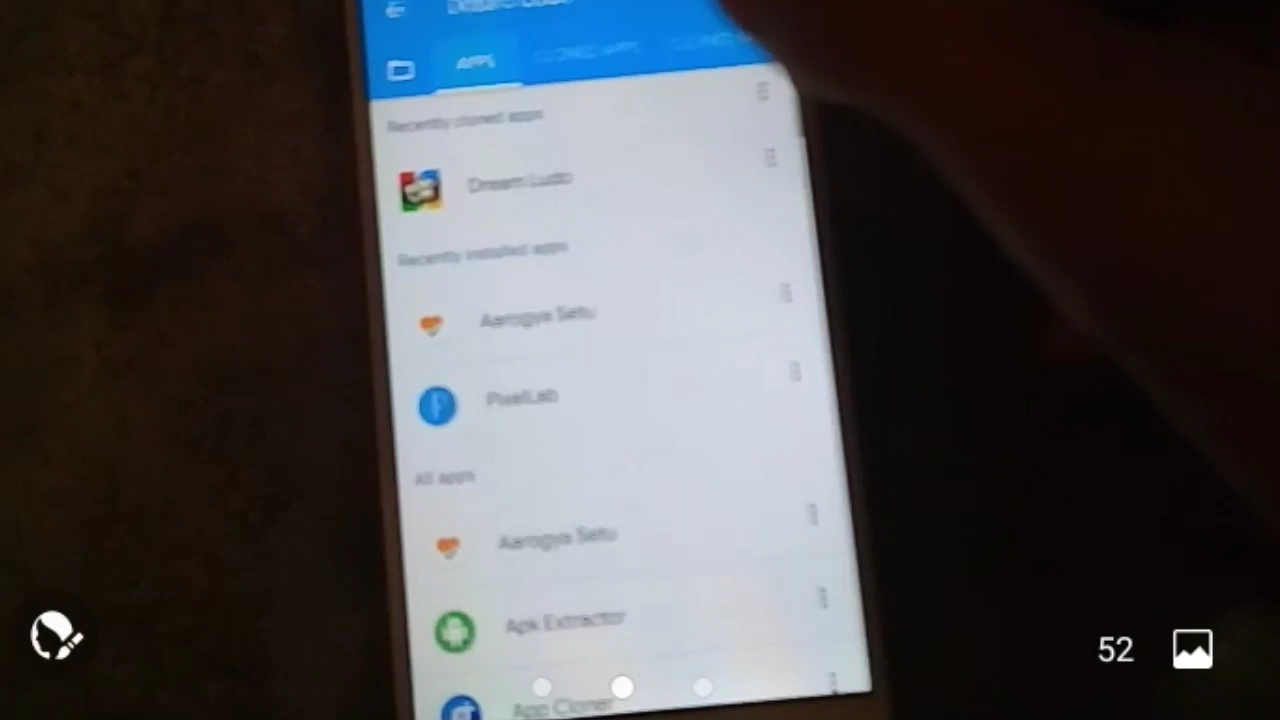 APPS CLONED APPS
Recently cloned apps
Dream Ludo
Recently installed apps
Aarogya Setu
PixelLab
All apps
Aarogya Setu
Apk Extractor
App Cloner
52